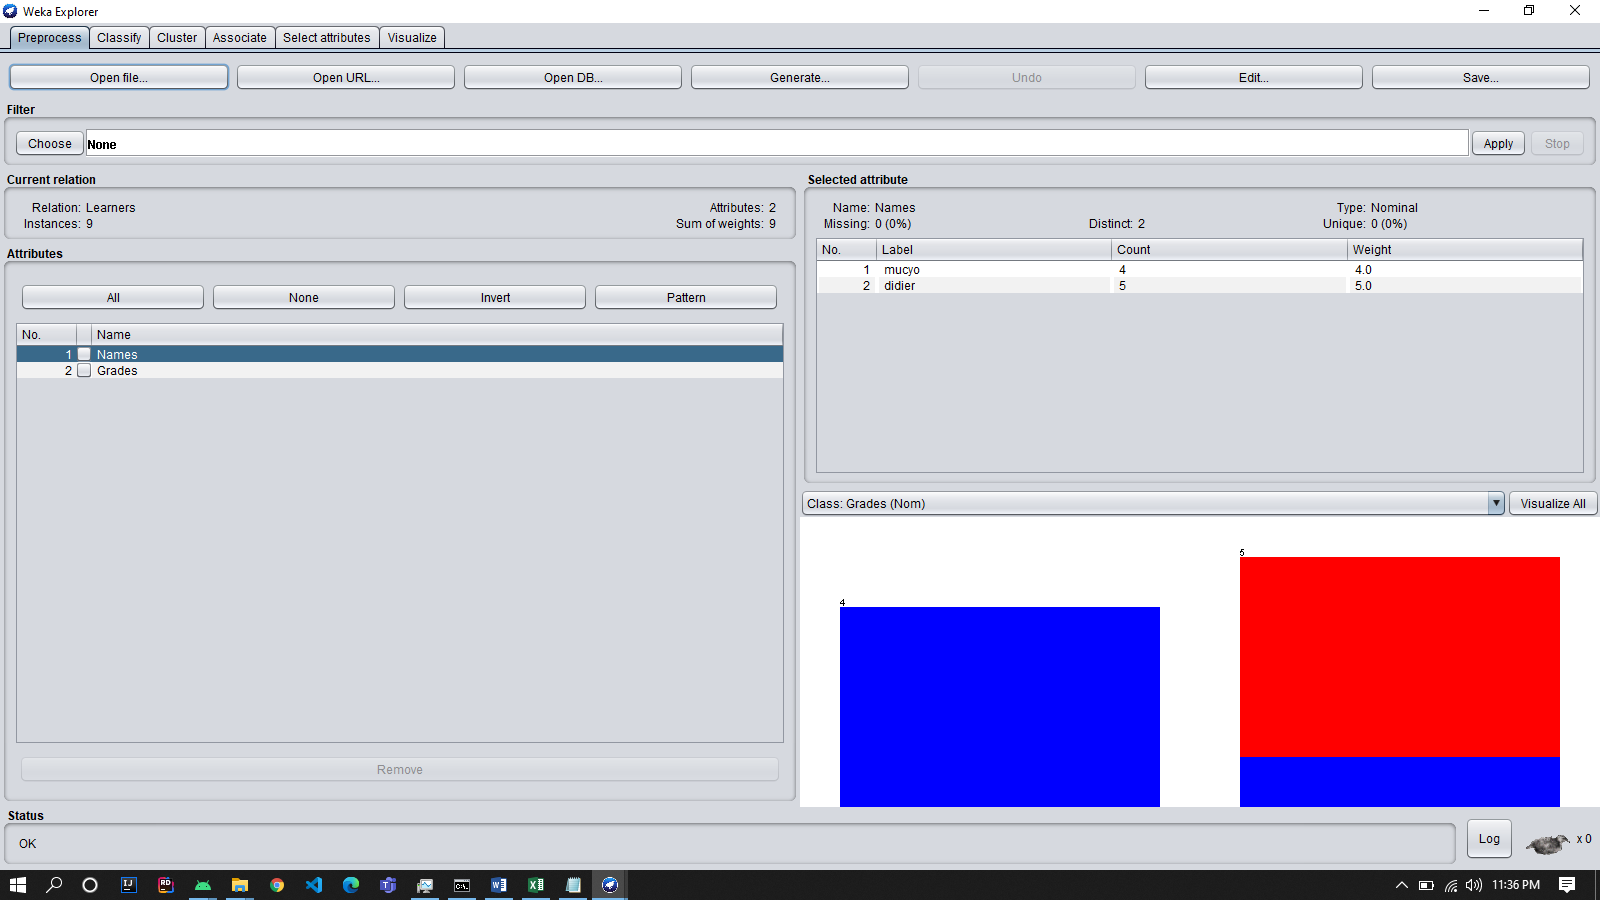 Weka Explorer
Preprocess Classify Cluster Associate Select attributes Visualize
Open file... Open URL... Open DB... Generate... Undo Edit... Save...
Filter
Choose None Apply Stop
Current relation
Relation: Learners Attributes: 2
Instances: 9 Sum of weights: 9
Attributes
All None Invert Pattern
No. Name
1 Names
2 Grades
Remove
Selected attribute
Name: Names Type: Nominal
Missing: 0 (0%) Distinct: 2 Unique: 0 (0%)
No. Label Count Weight
1 mucyo 4 4.0
2 didier 5 5.0
Class: Grades (Nom) Visualize All
4
5
Status
OK
Log x 0
11:36 PM